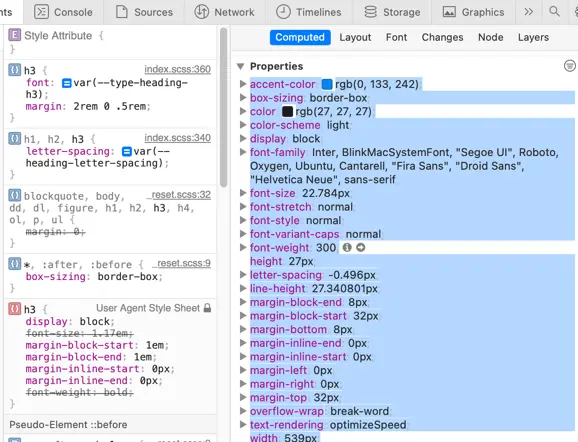 nts
Console
Sources
Network
Timelines
Storage
Graphics
E Style Attribute {
}
h3 { index.scss:360
font: = var(--type-heading-
h3);
margin: 2rem 0 .5rem;
}
h1, h2, h3 { index.scss:340
letter-spacing: = var(--
heading-letter-spacing);
}
blockquote, body, _reset.scss:32
dd, dl, figure, h1, h2, h3, h4,
ol, p, ul {
margin: 0;
}
*, :after, :before { _reset.scss:9
box-sizing: border-box;
}
h3 { User Agent Style Sheet
display: block;
font-size: 1.17em;
margin-block-start: 1em;
margin-block-end: 1em;
margin-inline-start: 0px;
margin-inline-end: 0px;
font-weight: bold;
}
Pseudo-Element ::before
Computed
Layout
Font
Changes
Node
Layers
Properties
accent-color: rgb(0, 133, 242);
box-sizing: border-box;
color: rgb(27, 27, 27);
color-scheme: light;
display: block;
font-family: Inter, BlinkMacSystemFont, "Segoe UI", Roboto,
Oxygen, Ubuntu, Cantarell, "Fira Sans", "Droid Sans",
"Helvetica Neue", sans-serif;
font-size: 22.784px;
font-stretch: normal;
font-style: normal;
font-variant-caps: normal;
font-weight: 300;
height: 27px;
letter-spacing: -0.496px;
line-height: 27.340801px;
margin-block-end: 8px;
margin-block-start: 32px;
margin-bottom: 8px;
margin-inline-end: 0px;
margin-inline-start: 0px;
margin-left: 0px;
margin-right: 0px;
margin-top: 32px;
overflow-wrap: break-word;
text-rendering: optimizeSpeed;
width: 539px;